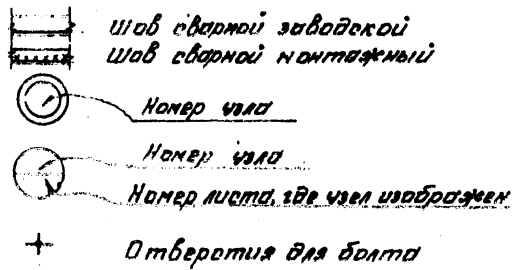 Шов сварной заводской
Шов сварной монтажный
Номер узла
Номер узла
Номер листа, где узел изображен
Отверстия для болта